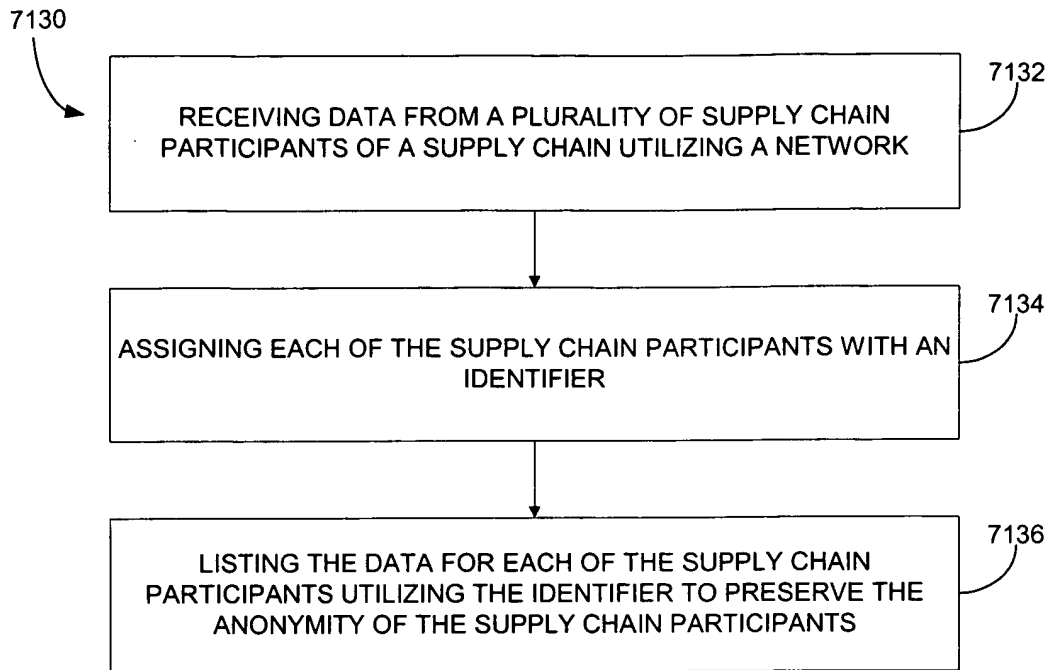 7130
7132
RECEIVING DATA FROM A PLURALITY OF SUPPLY CHAIN
PARTICIPANTS OF A SUPPLY CHAIN UTILIZING A NETWORK
7134
ASSIGNING EACH OF THE SUPPLY CHAIN PARTICIPANTS WITH AN
IDENTIFIER
7136
LISTING THE DATA FOR EACH OF THE SUPPLY CHAIN
PARTICIPANTS UTILIZING THE IDENTIFIER TO PRESERVE THE
ANONYMITY OF THE SUPPLY CHAIN PARTICIPANTS